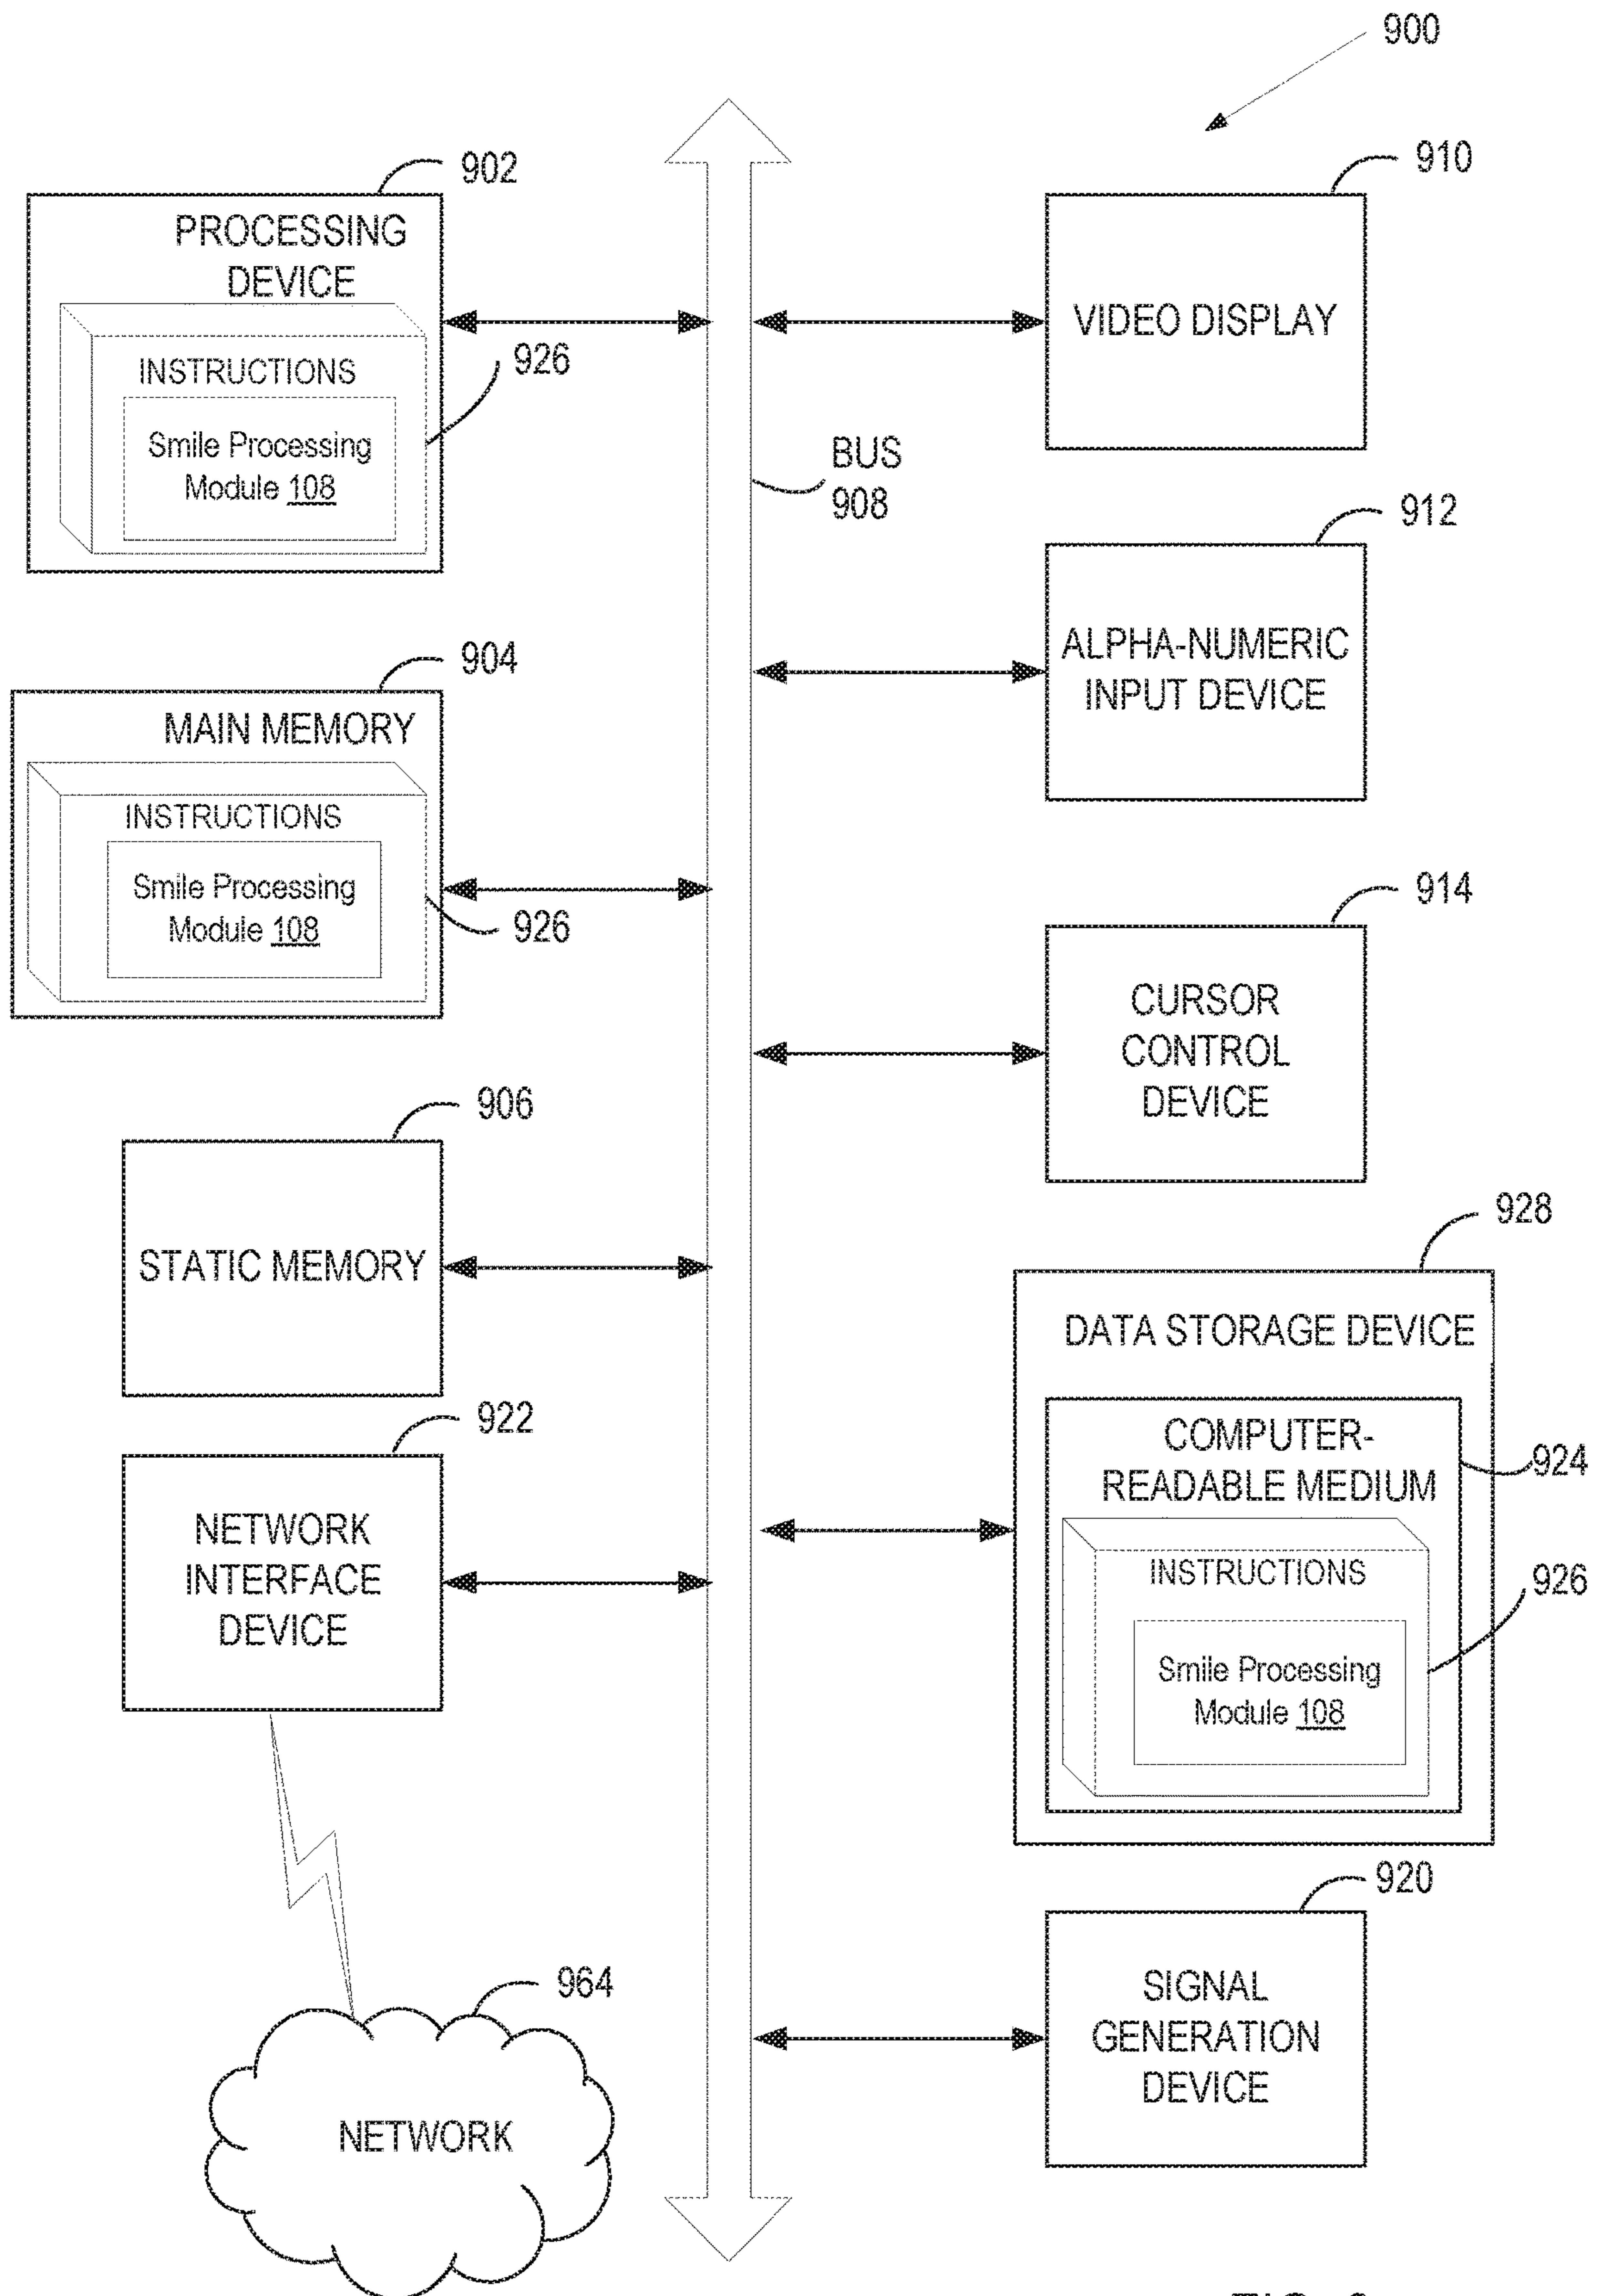 900
902
PROCESSING
DEVICE
INSTRUCTIONS
926
Smile Processing
Module 108
904
MAIN MEMORY
INSTRUCTIONS
Smile Processing
Module 108
926
906
STATIC MEMORY
922
NETWORK
INTERFACE
DEVICE
964
NETWORK
BUS
908
910
VIDEO DISPLAY
912
ALPHA-NUMERIC
INPUT DEVICE
914
CURSOR
CONTROL
DEVICE
928
DATA STORAGE DEVICE
COMPUTER-
READABLE MEDIUM
924
INSTRUCTIONS
926
Smile Processing
Module 108
920
SIGNAL
GENERATION
DEVICE